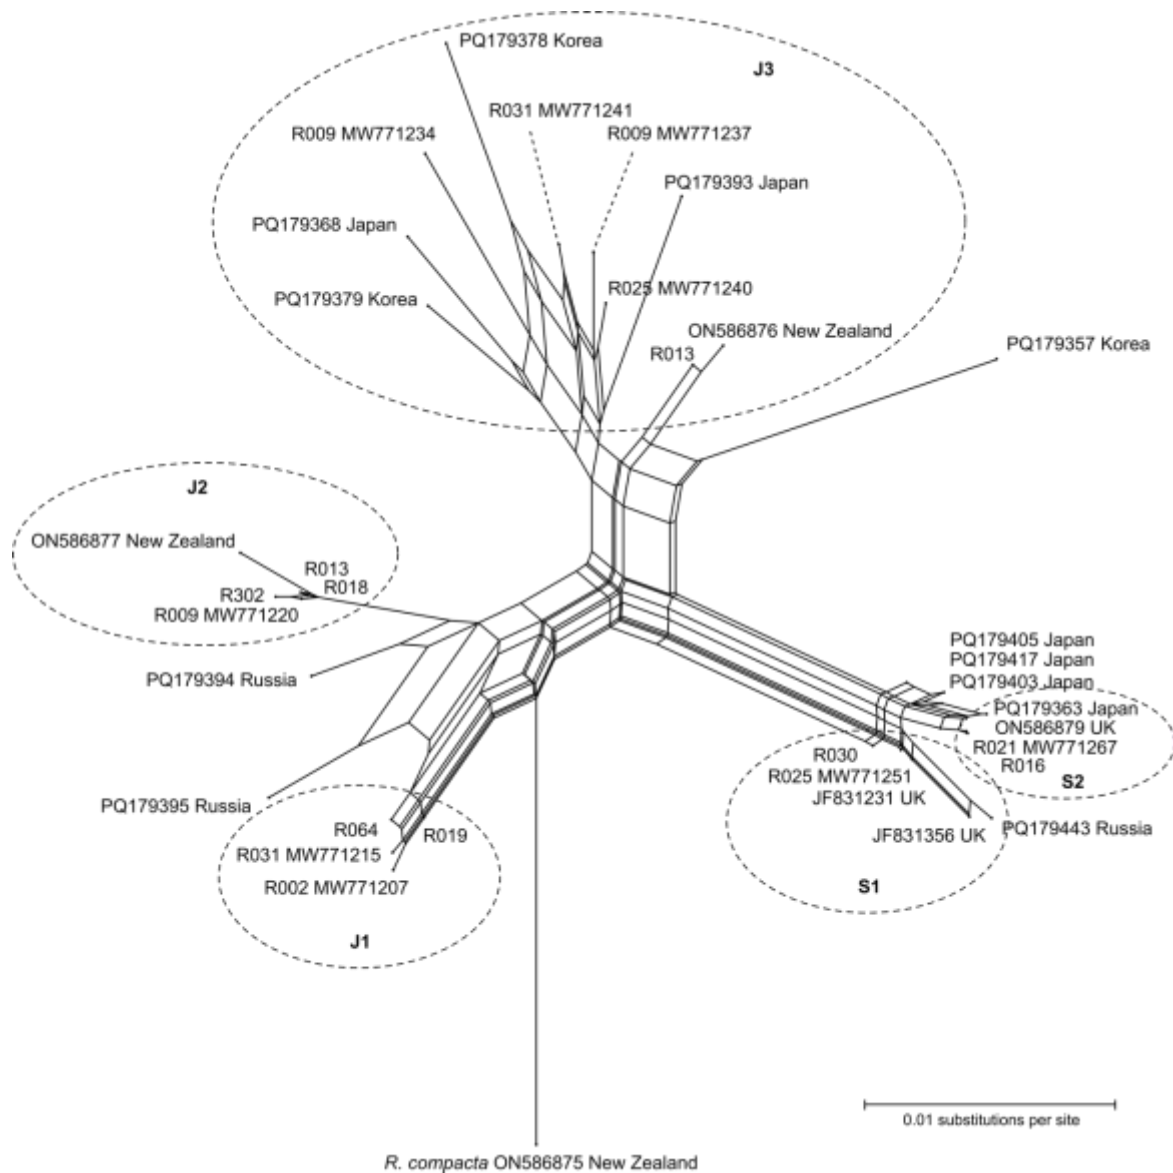 PQ179378 Korea
J3
R031 MW771241
R009 MW771234
R009 MW771237
PQ179393 Japan
PQ179368 Japan
R025 MW771240
PQ179379 Korea
ON586876 New Zealand
R013
PQ179357 Korea
J2
ON586877 New Zealand
R013
R018
R302
R009 MW771220
PQ179394 Russia
PQ179395 Russia
PQ179405 Japan
PQ179417 Japan
PQ179403 Japan
PQ179363 Japan
ON586879 UK
R021 MW771267
R016
S2
R030
R025 MW771251
JF831231 UK
JF831356 UK
PQ179443 Russia
S1
R064
R019
R031 MW771215
R002 MW771207
J1
0.01 substitutions per site
R. compacta ON586875 New Zealand